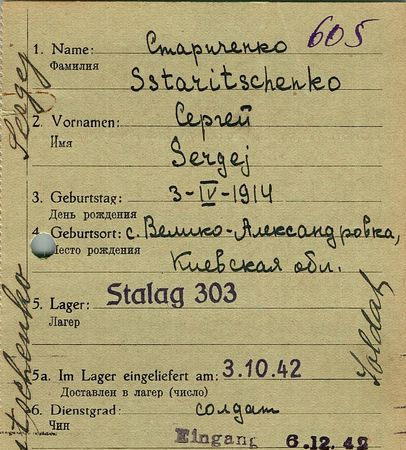 605
1. Name: Стариченко
Фамилия
Sstaritschenko
2. Vornamen: Сергей
Имя
Sergej
3. Geburtstag: 3-IV-1914
День рождения
4. Geburtsort: с. Велико-Александровка,
Место рождения
Киевская обл.
5. Lager: Stalag 303
Лагерь
5a. Im Lager eingeliefert am: 3.10.42
Доставлен в лагерь (число)
6. Dienstgrad: солдат
Чин
Eingang 6.12.42
Sergej
Soldat